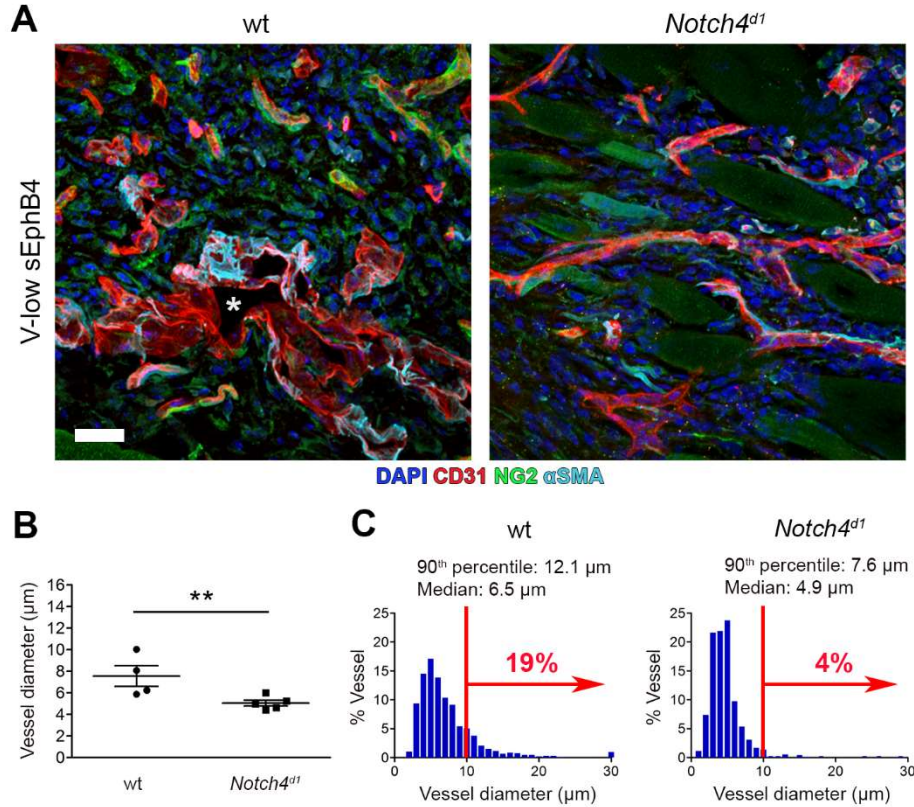 A
wt
Notch4ᵈ¹
V-low sEphB4
*
DAPI CD31 NG2 αSMA
B
**
Vessel diameter (µm)
16
14
12
10
8
6
4
2
0
wt
Notch4ᵈ¹
C
wt
90ᵗʰ percentile: 12.1 µm
Median: 6.5 µm
% Vessel
25
20
15
10
5
0
19%
0 10 20 30
Vessel diameter (µm)
Notch4ᵈ¹
90ᵗʰ percentile: 7.6 µm
Median: 4.9 µm
% Vessel
25
20
15
10
5
0
4%
0 10 20 30
Vessel diameter (µm)